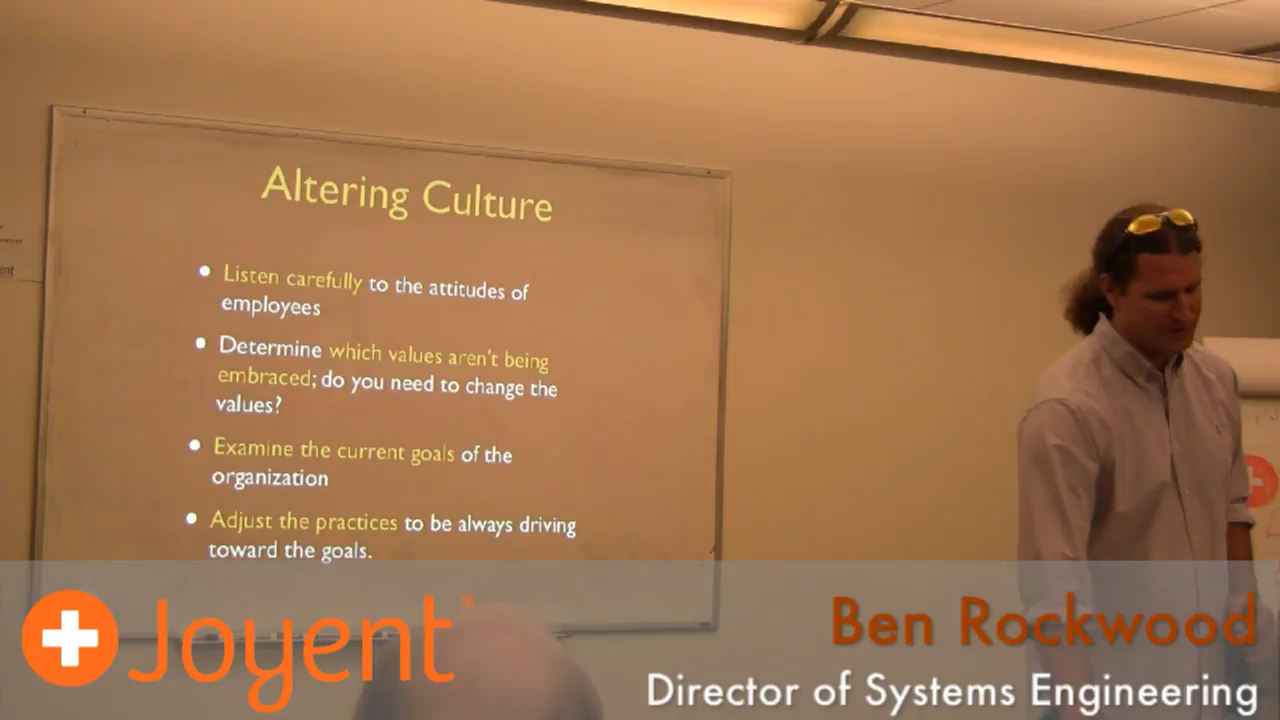 Altering Culture
• Listen carefully to the attitudes of
employees
• Determine which values aren't being
embraced; do you need to change the
values?
• Examine the current goals of the
organization
• Adjust the practices to be always driving
toward the goals.
Joyent®
Ben Rockwood
Director of Systems Engineering